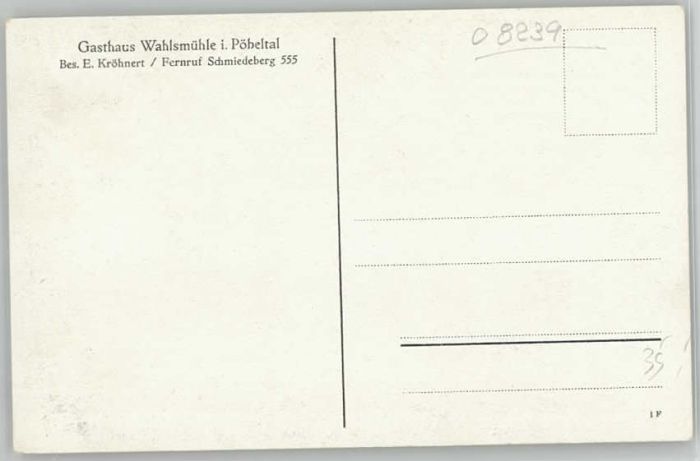 Gasthaus Wahlsmühle i. Pöbeltal
Bes. E. Kröhnert / Fernruf Schmiedeberg 555
O 8239
35,
1 F